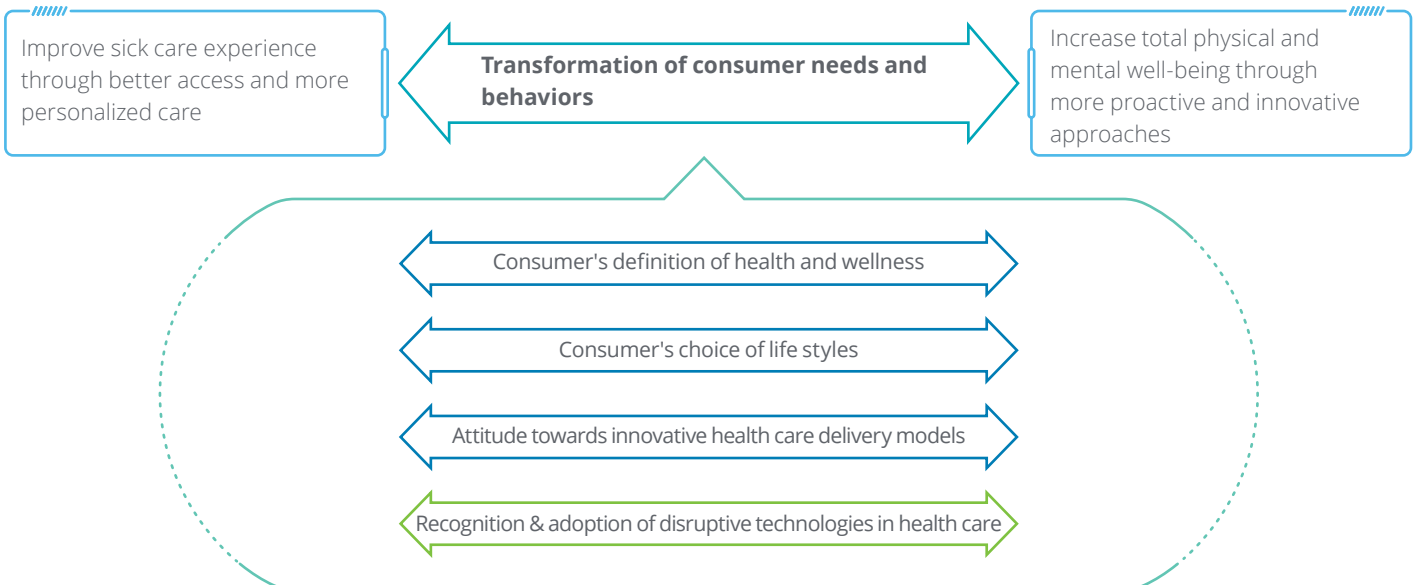 Improve sick care experience
through better access and more
personalized care
Transformation of consumer needs and
behaviors
Increase total physical and
mental well-being through
more proactive and innovative
approaches
Consumer's definition of health and wellness
Consumer's choice of life styles
Attitude towards innovative health care delivery models
Recognition & adoption of disruptive technologies in health care